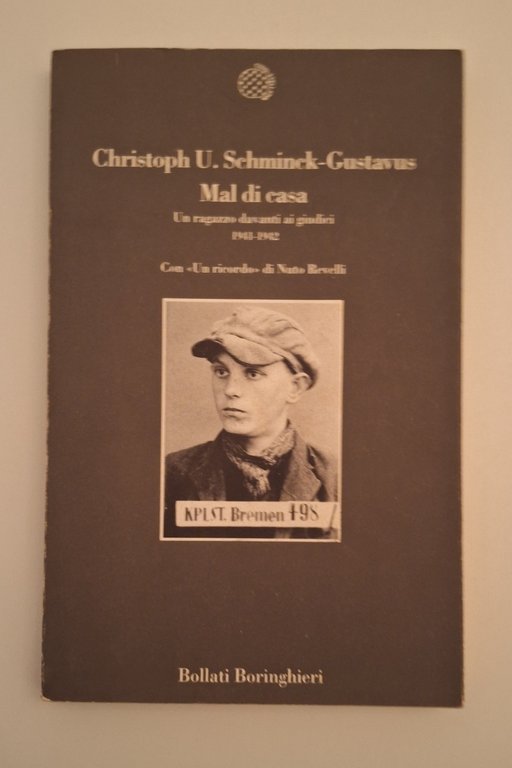 Christoph U. Schminck-Gustavus
Mal di casa
Un ragazzo davanti ai giudici
1941-1942
Con «Un ricordo» di Nuto Revelli
KPLST. Bremen 498
Bollati Boringhieri